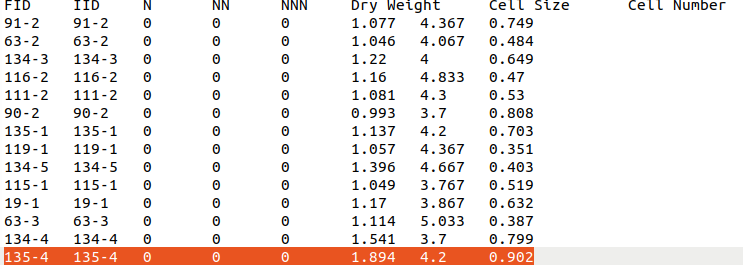 FID IID N NN NNN Dry Weight Cell Size Cell Number
91-2 91-2 0 0 0 1.077 4.367 0.749
63-2 63-2 0 0 0 1.046 4.067 0.484
134-3 134-3 0 0 0 1.22 4 0.649
116-2 116-2 0 0 0 1.16 4.833 0.47
111-2 111-2 0 0 0 1.081 4.3 0.53
90-2 90-2 0 0 0 0.993 3.7 0.808
135-1 135-1 0 0 0 1.137 4.2 0.703
119-1 119-1 0 0 0 1.057 4.367 0.351
134-5 134-5 0 0 0 1.396 4.667 0.403
115-1 115-1 0 0 0 1.049 3.767 0.519
19-1 19-1 0 0 0 1.17 3.867 0.632
63-3 63-3 0 0 0 1.114 5.033 0.387
134-4 134-4 0 0 0 1.541 3.7 0.799
135-4 135-4 0 0 0 1.894 4.2 0.902